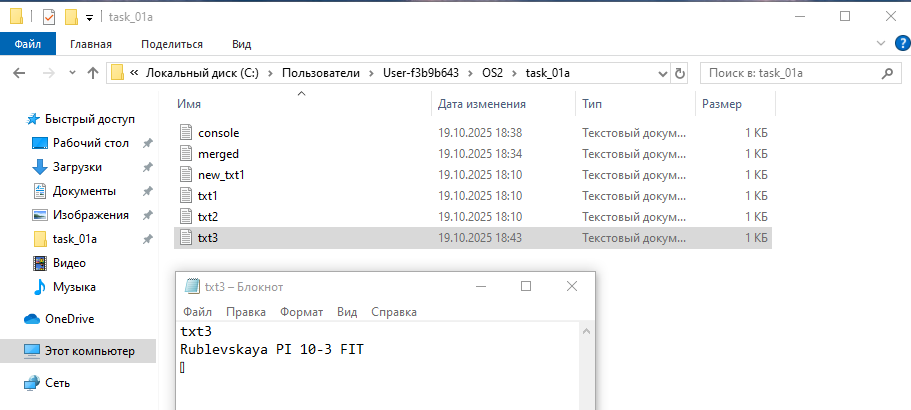 task_01a
Файл Главная Поделиться Вид
« Локальный диск (C:) > Пользователи > User-f3b9b643 > OS2 > task_01a
Поиск в: task_01a
Имя Дата изменения Тип Размер
Быстрый доступ
Рабочий стол
Загрузки
Документы
Изображения
task_01a
Видео
Музыка
OneDrive
Этот компьютер
Сеть
console 19.10.2025 18:38 Текстовый докум... 1 КБ
merged 19.10.2025 18:34 Текстовый докум... 1 КБ
new_txt1 19.10.2025 18:10 Текстовый докум... 1 КБ
txt1 19.10.2025 18:10 Текстовый докум... 1 КБ
txt2 19.10.2025 18:10 Текстовый докум... 1 КБ
txt3 19.10.2025 18:43 Текстовый докум... 1 КБ
txt3 – Блокнот
Файл Правка Формат Вид Справка
txt3
Rublevskaya PI 10-3 FIT